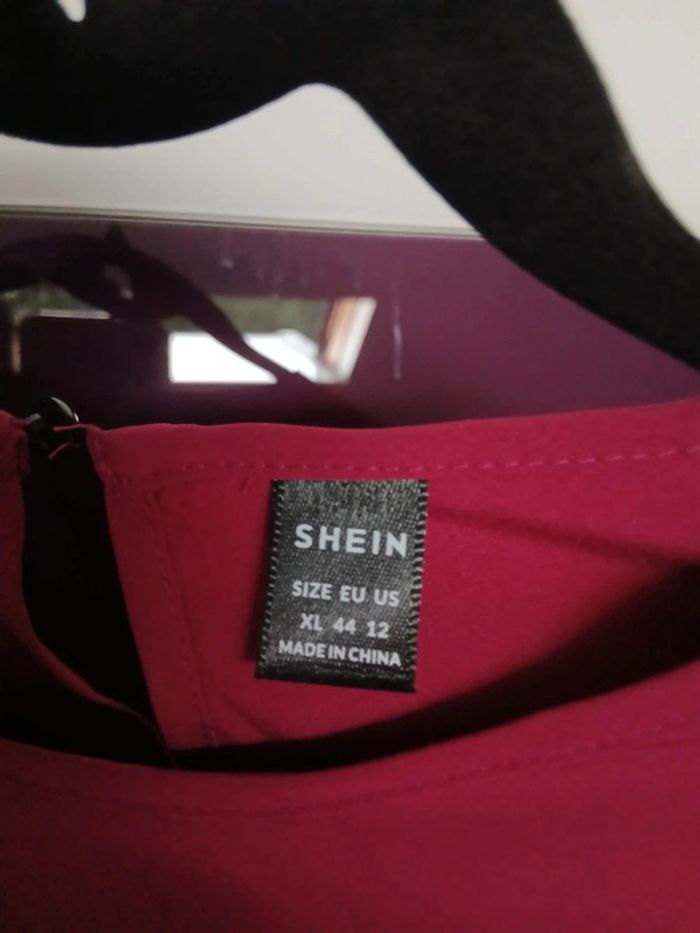 SHEIN
SIZE EU US
XL 44 12
MADE IN CHINA